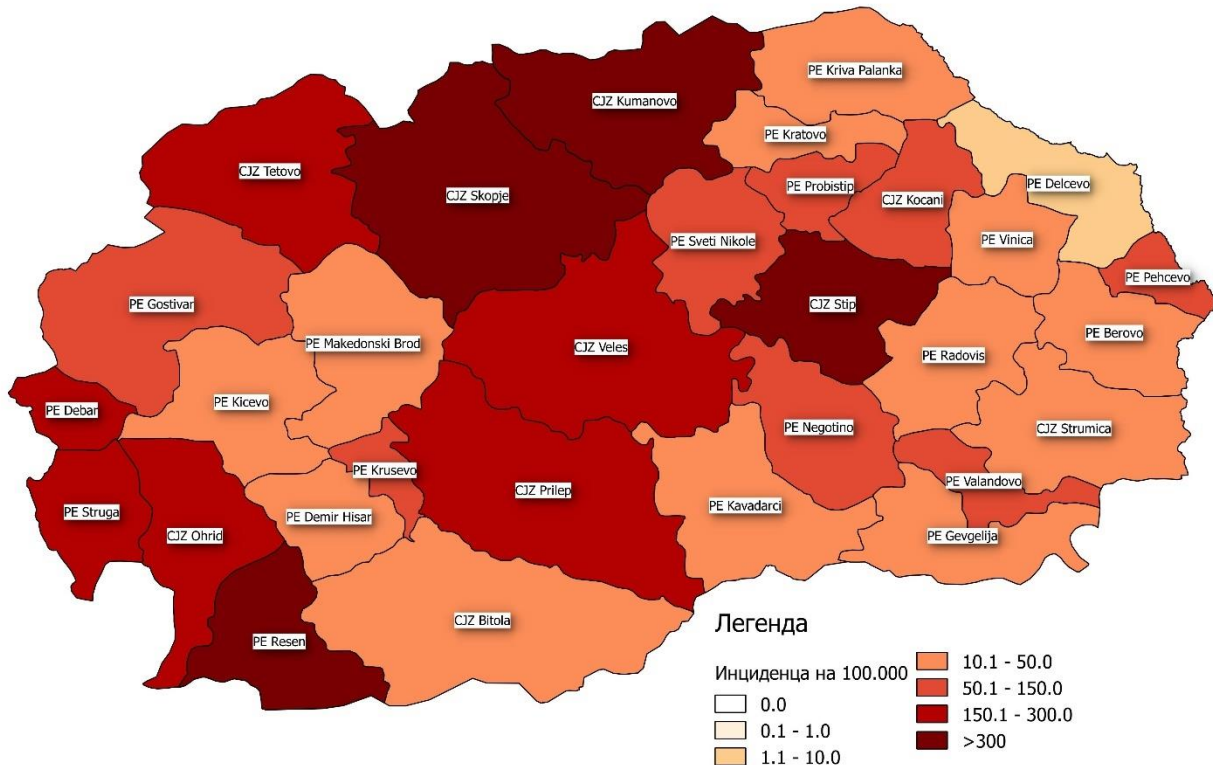 PE Kriva Palanka
CJZ Kumanovo
PE Kratovo
CJZ Tetovo
PE Probistip
PE Delcevo
CJZ Skopje
CJZ Kocani
PE Sveti Nikole
PE Vinica
PE Pehcevo
PE Gostivar
CJZ Stip
PE Berovo
PE Makedonski Brod
CJZ Veles
PE Radovis
PE Debar
PE Kicevo
PE Negotino
CJZ Strumica
PE Krusevo
PE Valandovo
CJZ Prilep
PE Kavadarci
PE Struga
PE Demir Hisar
CJZ Ohrid
PE Gevgelija
CJZ Bitola
PE Resen
Легенда
Инциденца на 100.000
0.0
0.1 - 1.0
1.1 - 10.0
10.1 - 50.0
50.1 - 150.0
150.1 - 300.0
>300